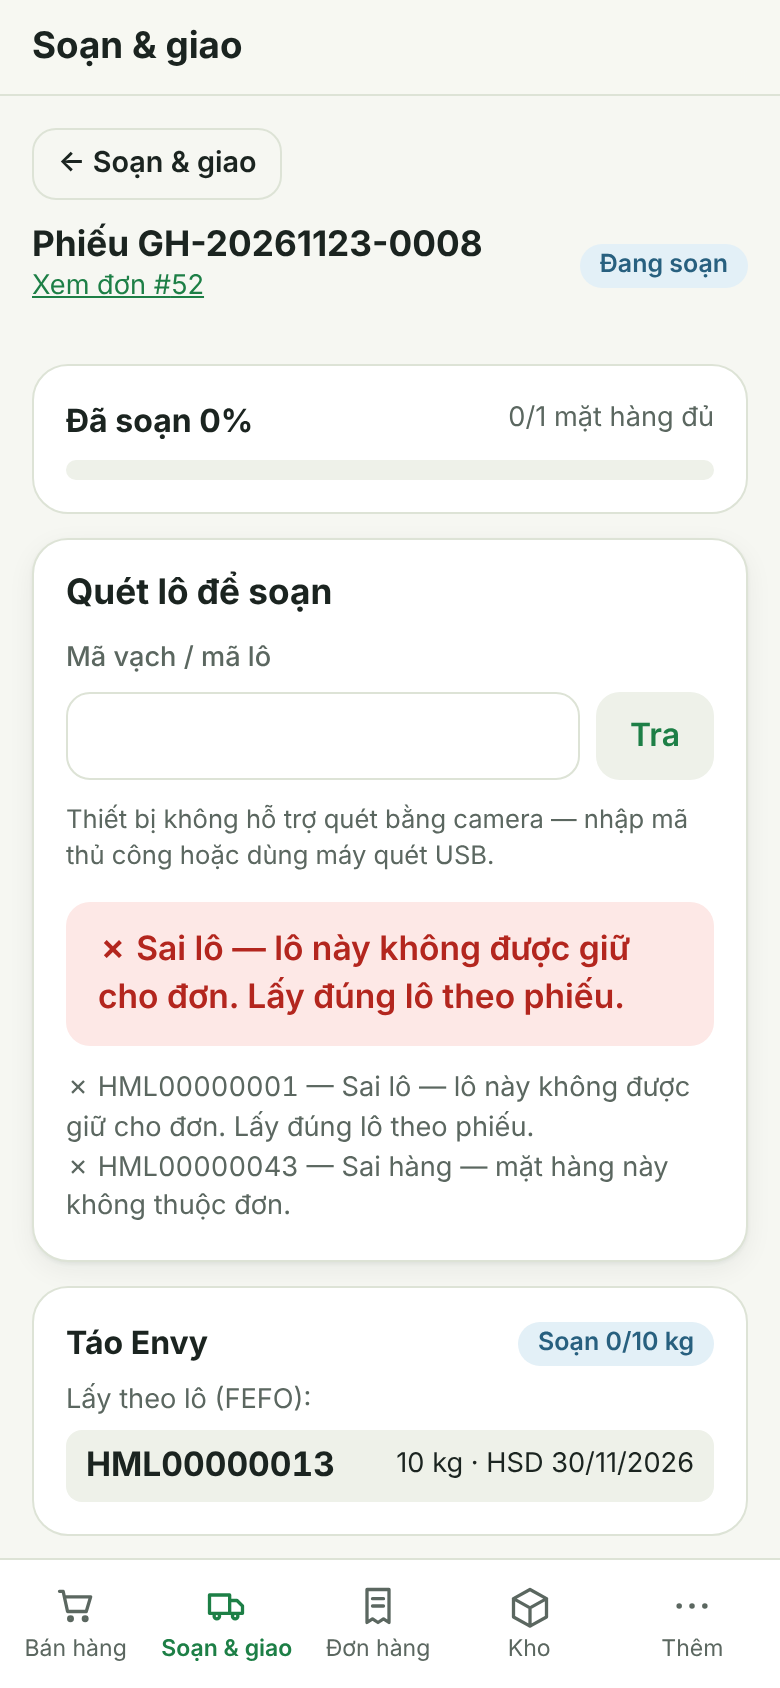 Soạn & giao
← Soạn & giao
Phiếu GH-20261123-0008
Xem đơn #52
Đang soạn
Đã soạn 0%
0/1 mặt hàng đủ
Quét lô để soạn
Mã vạch / mã lô
Tra
Thiết bị không hỗ trợ quét bằng camera — nhập mã
thủ công hoặc dùng máy quét USB.
× Sai lô — lô này không được giữ
cho đơn. Lấy đúng lô theo phiếu.
× HML00000001 — Sai lô — lô này không được
giữ cho đơn. Lấy đúng lô theo phiếu.
× HML00000043 — Sai hàng — mặt hàng này
không thuộc đơn.
Táo Envy
Soạn 0/10 kg
Lấy theo lô (FEFO):
HML00000013
10 kg · HSD 30/11/2026
Bán hàng
Soạn & giao
Đơn hàng
Kho
Thêm